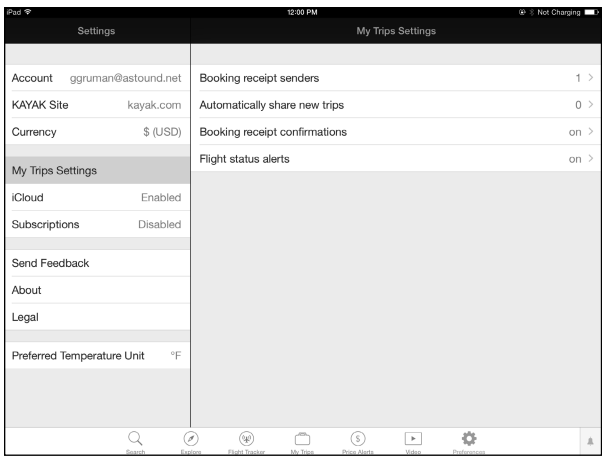 iPad 12:00 PM Not Charging
Settings
My Trips Settings
Account ggruman@astound.net
KAYAK Site kayak.com
Currency $ (USD)
My Trips Settings
iCloud Enabled
Subscriptions Disabled
Send Feedback
About
Legal
Preferred Temperature Unit °F
Booking receipt senders 1 >
Automatically share new trips 0 >
Booking receipt confirmations on >
Flight status alerts on >
Search Explore Flight Tracker My Trips Price Alerts Video Preferences